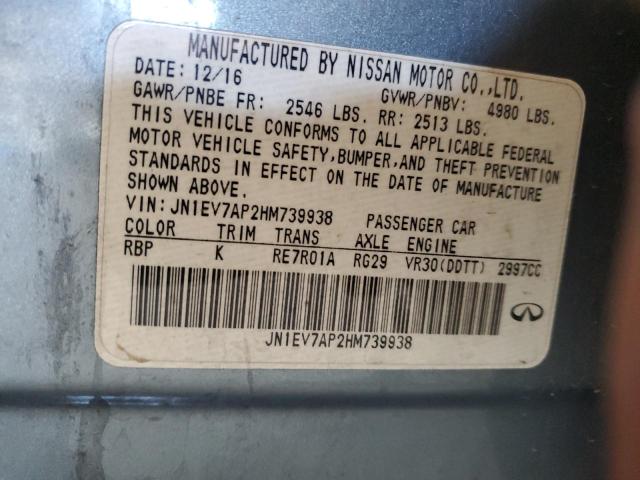 MANUFACTURED BY NISSAN MOTOR CO.,LTD.
DATE: 12/16 GVWR/PNBV: 4980 LBS.
GAWR/PNBE FR: 2546 LBS. RR: 2513 LBS.
THIS VEHICLE CONFORMS TO ALL APPLICABLE FEDERAL
MOTOR VEHICLE SAFETY,BUMPER,AND THEFT PREVENTION
STANDARDS IN EFFECT ON THE DATE OF MANUFACTURE
SHOWN ABOVE.
VIN:JN1EV7AP2HM739938 PASSENGER CAR
COLOR TRIM TRANS AXLE ENGINE
RBP K RE7R01A RG29 VR30(DDTT) 2997CC
JN1EV7AP2HM739938